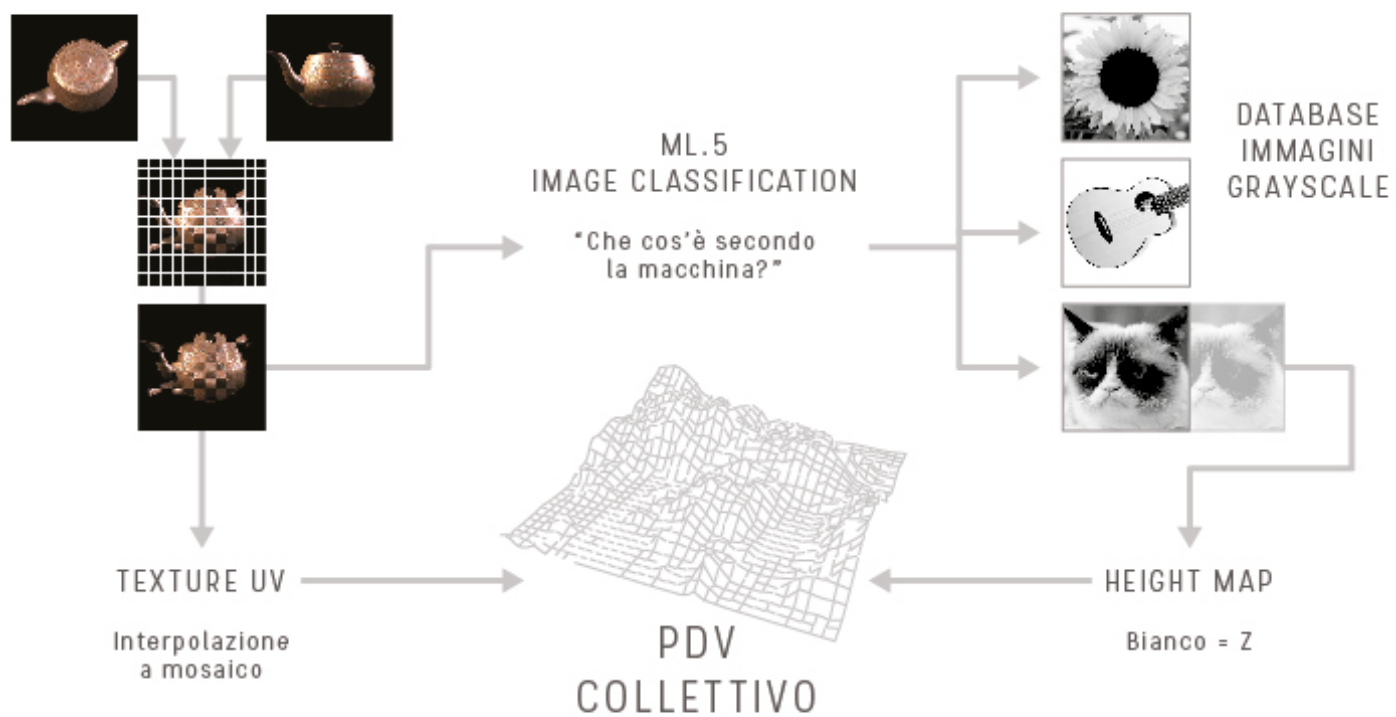 ML.5
IMAGE CLASSIFICATION
“Che cos'è secondo
la macchina?”
DATABASE
IMMAGINI
GRAYSCALE
TEXTURE UV
Interpolazione
a mosaico
PDV
COLLETTIVO
HEIGHT MAP
Bianco = Z